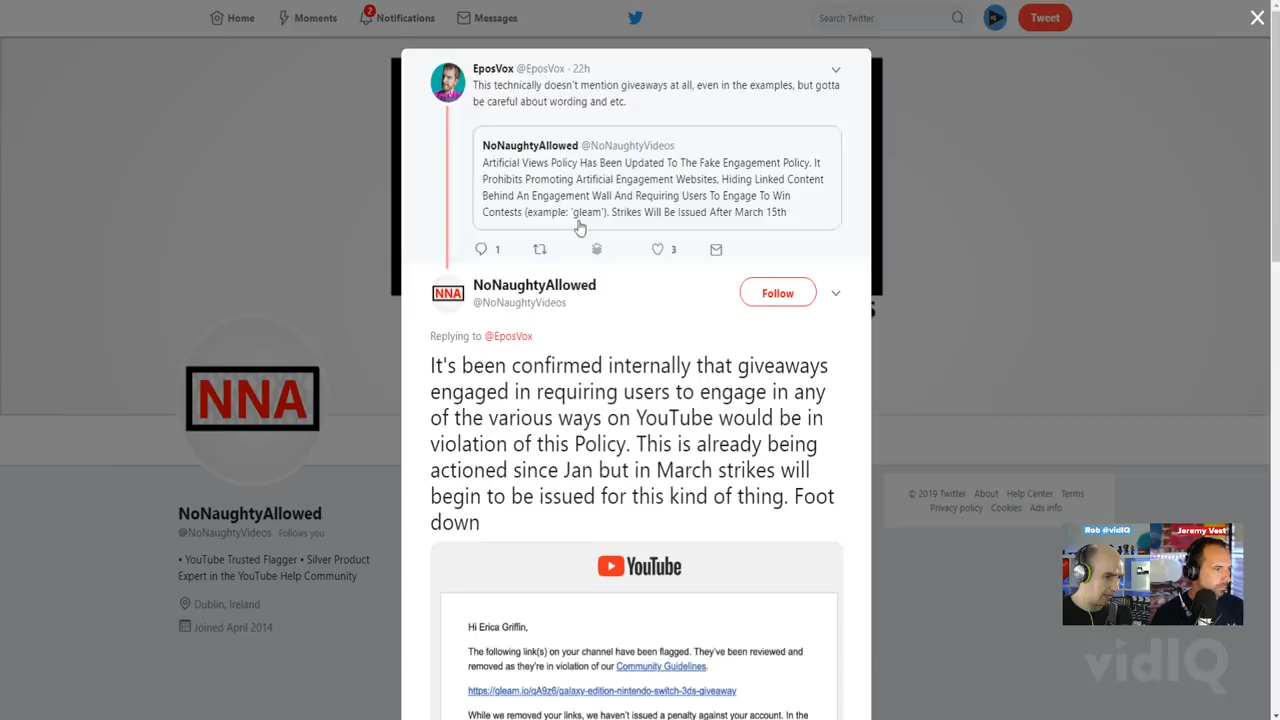 Home
Moments
2
Notifications
Messages
Search Twitter
Tweet
EposVox @EposVox · 22h
This technically doesn't mention giveaways at all, even in the examples, but gotta
be careful about wording and etc.
NoNaughtyAllowed @NoNaughtyVideos
Artificial Views Policy Has Been Updated To The Fake Engagement Policy. It
Prohibits Promoting Artificial Engagement Websites, Hiding Linked Content
Behind An Engagement Wall And Requiring Users To Engage To Win
Contests (example: 'gleam'). Strikes Will Be Issued After March 15th
1
3
NNA
NoNaughtyAllowed
@NoNaughtyVideos
Follow
Replying to @EposVox
It's been confirmed internally that giveaways
engaged in requiring users to engage in any
of the various ways on YouTube would be in
violation of this Policy. This is already being
actioned since Jan but in March strikes will
begin to be issued for this kind of thing. Foot
down
YouTube
Hi Erica Griffin,
The following link(s) on your channel have been flagged. They've been reviewed and
removed as they're in violation of our Community Guidelines.
https://gleam.io/qA9z6/galaxy-edition-nintendo-switch-3ds-giveaway
While we removed your links, we haven't issued a penalty against your account. In the
NNA
NoNaughtyAllowed
@NoNaughtyVideos Follows you
• YouTube Trusted Flagger • Silver Product
Expert in the YouTube Help Community
Dublin, Ireland
Joined April 2014
© 2019 Twitter About Help Center Terms
Privacy policy Cookies Ads info
Rob @vidIQ
Jeremy Vest
vidIQ